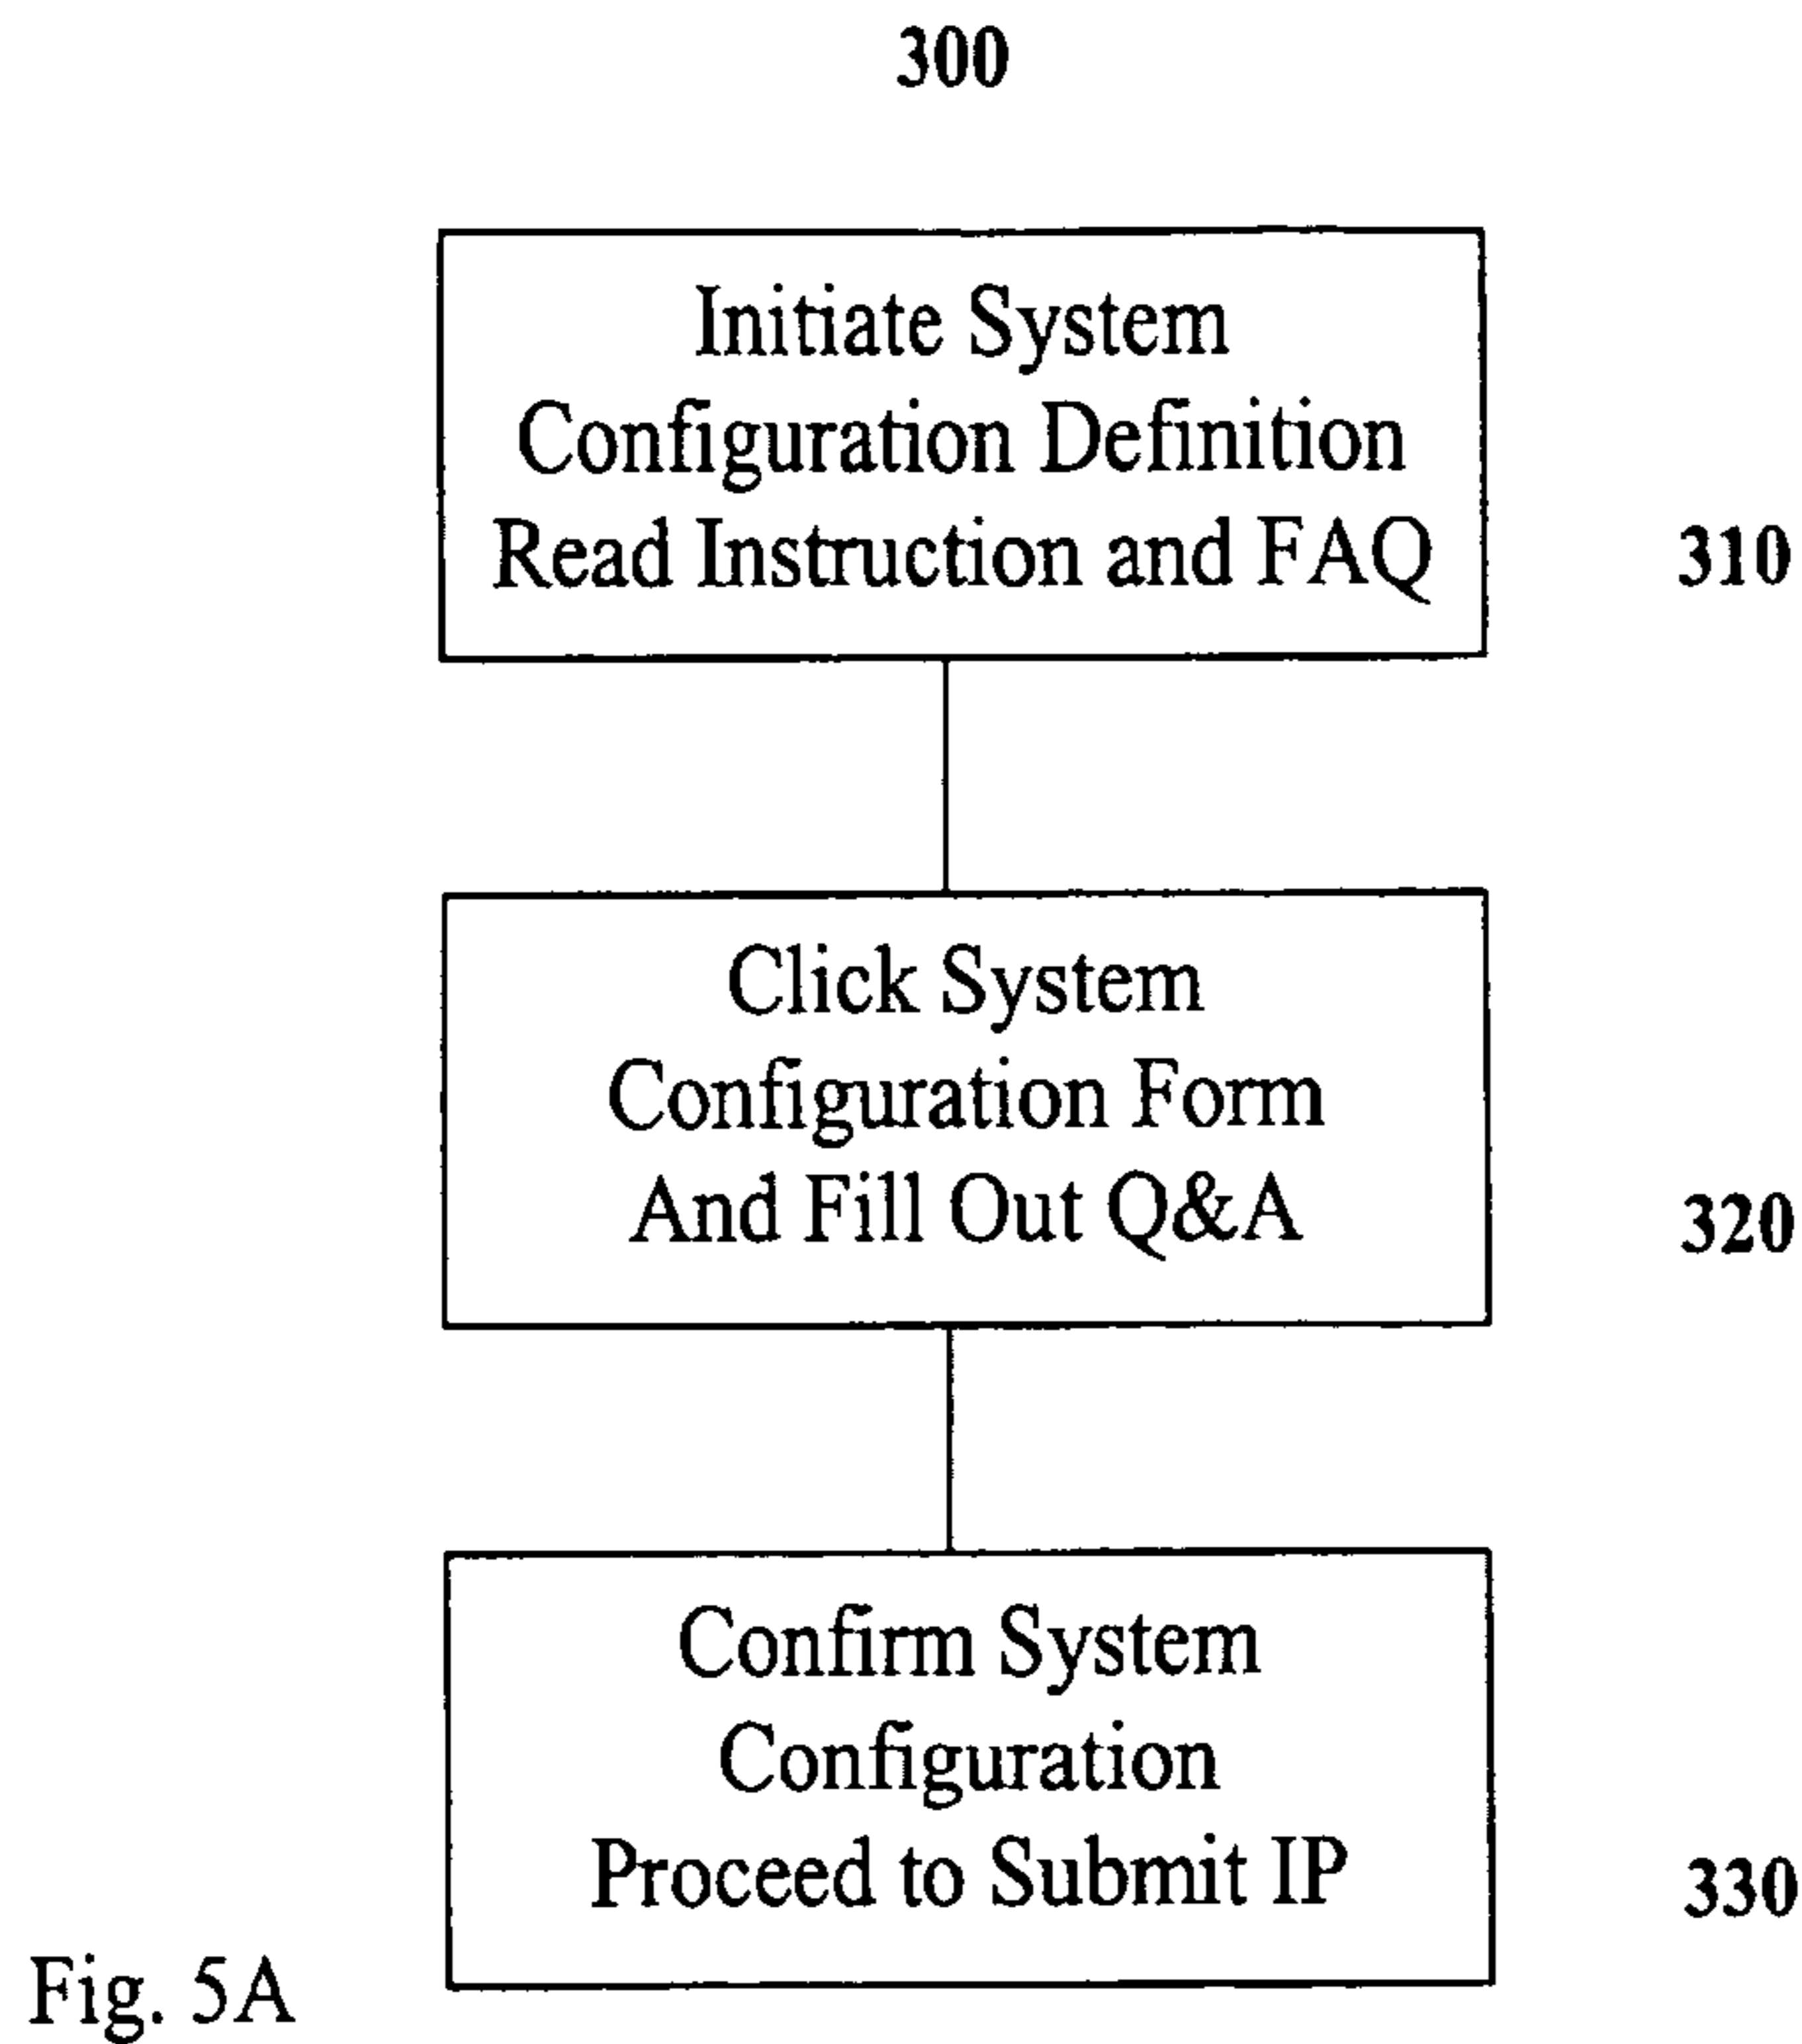 300
Initiate System
Configuration Definition
Read Instruction and FAQ
310
Click System
Configuration Form
And Fill Out Q&A
320
Confirm System
Configuration
Proceed to Submit IP
330
Fig. 5A